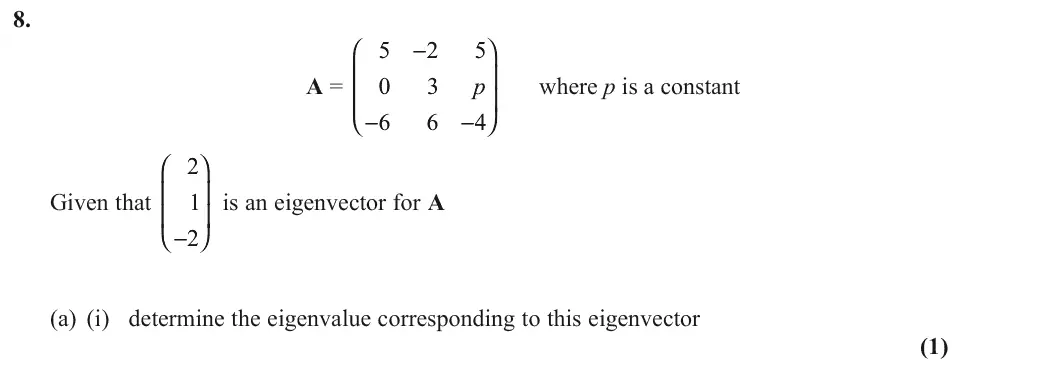 8.
A = ( 5 −2 5
0 3 p
−6 6 −4 ) where p is a constant
Given that ( 2
1
−2 ) is an eigenvector for A
(a) (i) determine the eigenvalue corresponding to this eigenvector
(1)